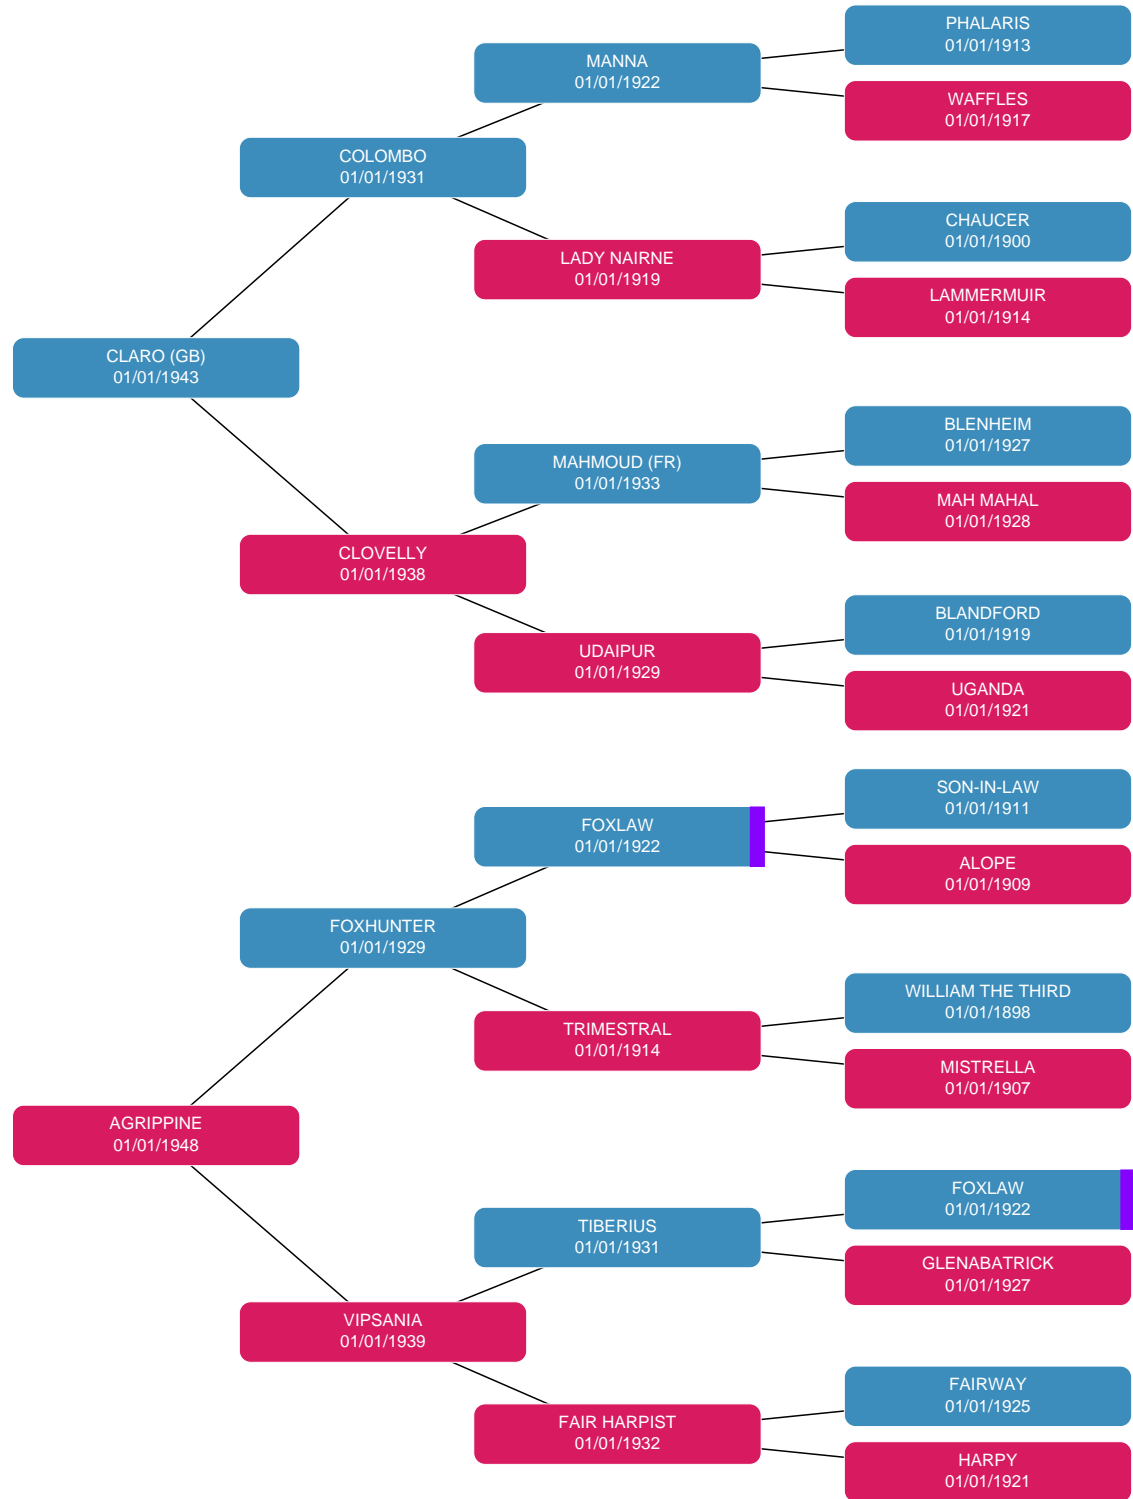 PHALARIS
01/01/1913
MANNA
01/01/1922
WAFFLES
01/01/1917
COLOMBO
01/01/1931
CHAUCER
01/01/1900
LADY NAIRNE
01/01/1919
LAMMERMUIR
01/01/1914
CLARO (GB)
01/01/1943
BLENHEIM
01/01/1927
MAHMOUD (FR)
01/01/1933
MAH MAHAL
01/01/1928
CLOVELLY
01/01/1938
BLANDFORD
01/01/1919
UDAIPUR
01/01/1929
UGANDA
01/01/1921
SON-IN-LAW
01/01/1911
FOXLAW
01/01/1922
ALOPE
01/01/1909
FOXHUNTER
01/01/1929
WILLIAM THE THIRD
01/01/1898
TRIMESTRAL
01/01/1914
MISTRELLA
01/01/1907
AGRIPPINE
01/01/1948
FOXLAW
01/01/1922
TIBERIUS
01/01/1931
GLENABATRICK
01/01/1927
VIPSANIA
01/01/1939
FAIRWAY
01/01/1925
FAIR HARPIST
01/01/1932
HARPY
01/01/1921